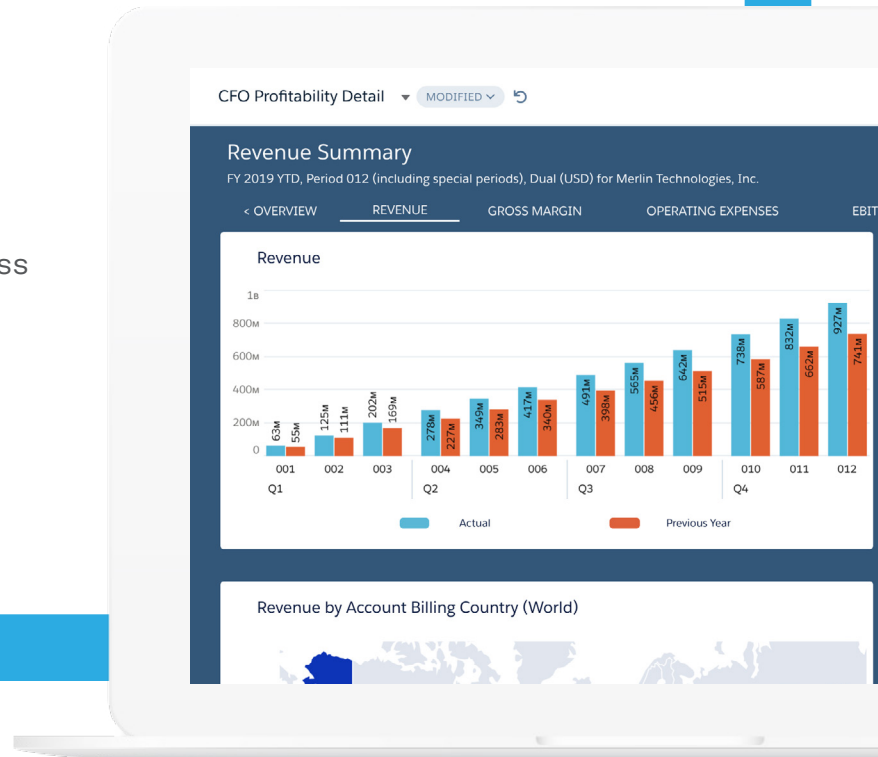 ss
CFO Profitability Detail MODIFIED
Revenue Summary
FY 2019 YTD, Period 012 (including special periods), Dual (USD) for Merlin Technologies, Inc.
< OVERVIEW REVENUE GROSS MARGIN OPERATING EXPENSES EBIT
Revenue
1B
800M
600M
400M
200M
0
63M 55M 125M 111M 202M 169M 278M 227M 349M 283M 417M 340M 491M 398M 565M 456M 642M 515M 738M 587M 832M 662M 927M 741M
001 002 003 004 005 006 007 008 009 010 011 012
Q1 Q2 Q3 Q4
Actual Previous Year
Revenue by Account Billing Country (World)